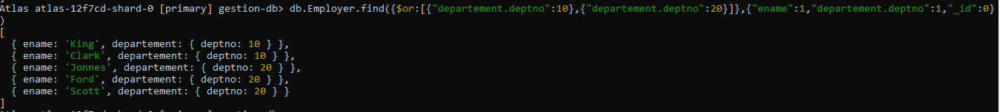 Atlas atlas-12f7cd-shard-0 [primary] gestion-db> db.Employer.find({$or:[{"departement.deptno":10},{"departement.deptno":20}]},{"ename":1,"departement.deptno":1,"_id":0}
)
[
  { ename: 'King', departement: { deptno: 10 } },
  { ename: 'Clark', departement: { deptno: 10 } },
  { ename: 'Jonnes', departement: { deptno: 20 } },
  { ename: 'Ford', departement: { deptno: 20 } },
  { ename: 'Scott', departement: { deptno: 20 } }
]